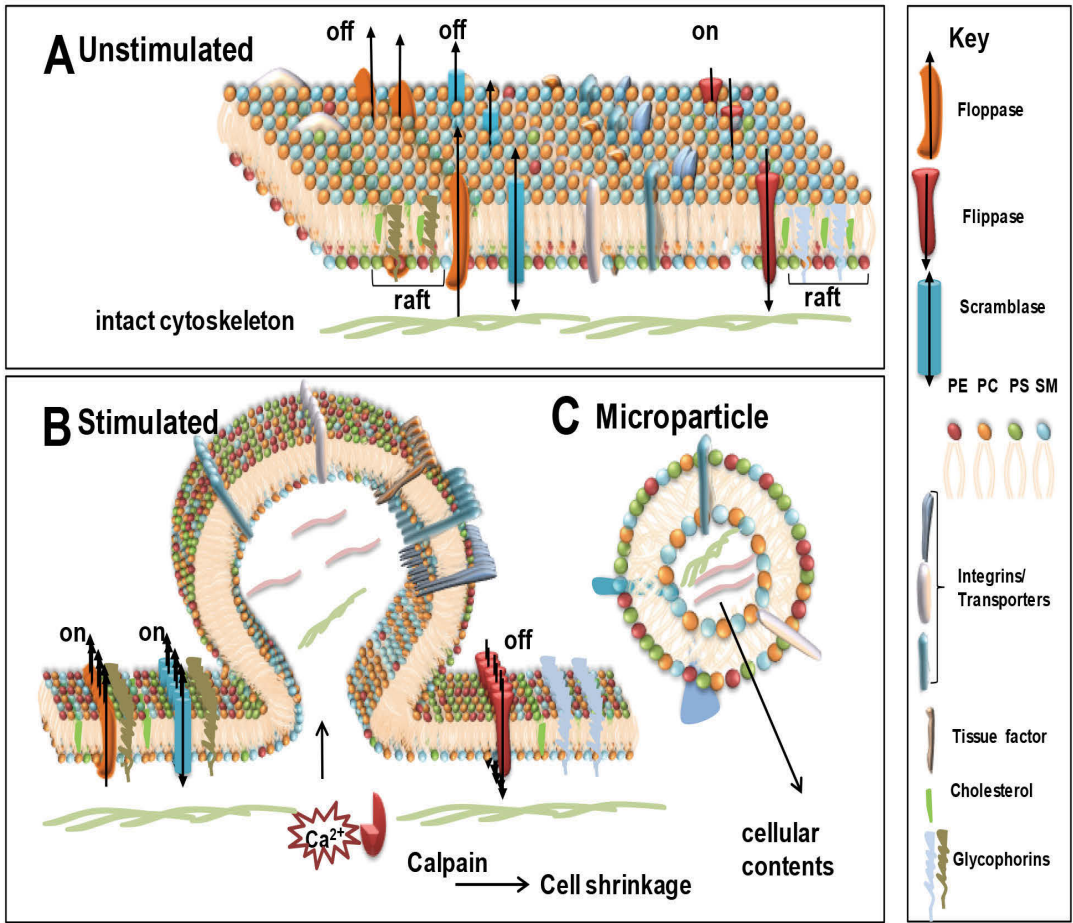 A Unstimulated
off
off
on
raft
raft
intact cytoskeleton
B Stimulated
on
on
off
Ca2+
Calpain
Cell shrinkage
C Microparticle
cellular
contents
Key
Floppase
Flippase
Scramblase
PE PC PS SM
Integrins/
Transporters
Tissue factor
Cholesterol
Glycophorins